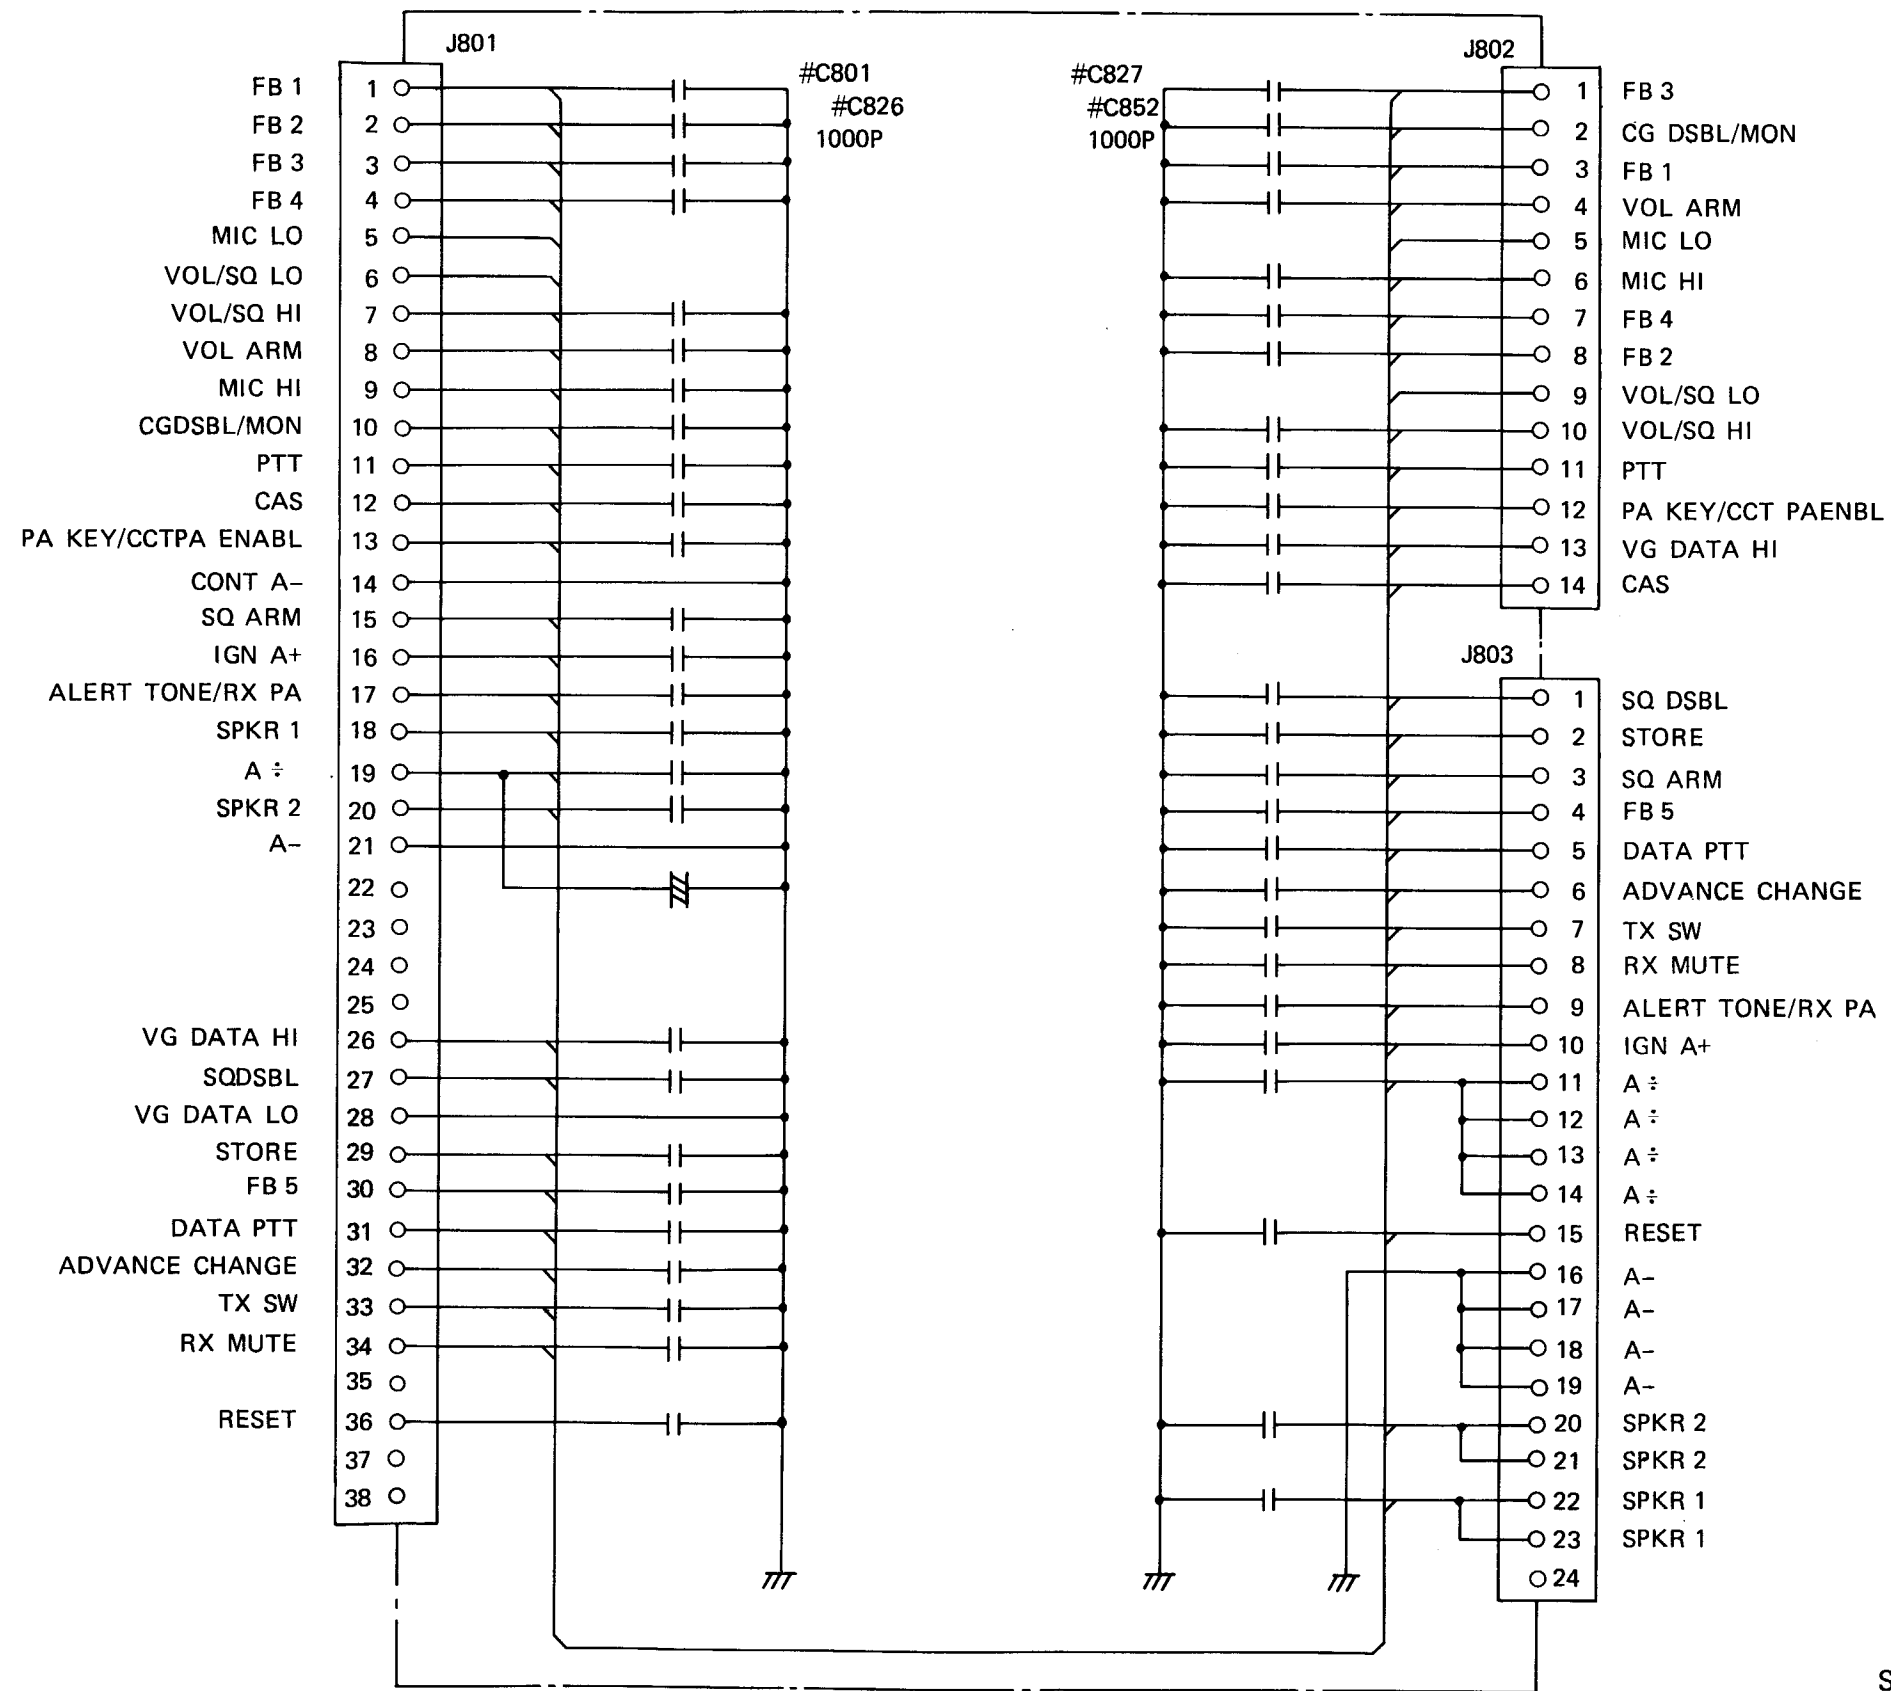 J801
#C801
#C826
1000P
FB 1 1
FB 2 2
FB 3 3
FB 4 4
MIC LO 5
VOL/SQ LO 6
VOL/SQ HI 7
VOL ARM 8
MIC HI 9
CGDSBL/MON 10
PTT 11
CAS 12
PA KEY/CCTPA ENABL 13
CONT A− 14
SQ ARM 15
IGN A+ 16
ALERT TONE/RX PA 17
SPKR 1 18
A ÷ 19
SPKR 2 20
A− 21
22
23
24
25
VG DATA HI 26
SQDSBL 27
VG DATA LO 28
STORE 29
FB 5 30
DATA PTT 31
ADVANCE CHANGE 32
TX SW 33
RX MUTE 34
35
RESET 36
37
38
#C827
#C852
1000P
J802
1 FB 3
2 CG DSBL/MON
3 FB 1
4 VOL ARM
5 MIC LO
6 MIC HI
7 FB 4
8 FB 2
9 VOL/SQ LO
10 VOL/SQ HI
11 PTT
12 PA KEY/CCT PAENBL
13 VG DATA HI
14 CAS
J803
1 SQ DSBL
2 STORE
3 SQ ARM
4 FB 5
5 DATA PTT
6 ADVANCE CHANGE
7 TX SW
8 RX MUTE
9 ALERT TONE/RX PA
10 IGN A+
11 A ÷
12 A ÷
13 A ÷
14 A ÷
15 RESET
16 A−
17 A−
18 A−
19 A−
20 SPKR 2
21 SPKR 2
22 SPKR 1
23 SPKR 1
24
S